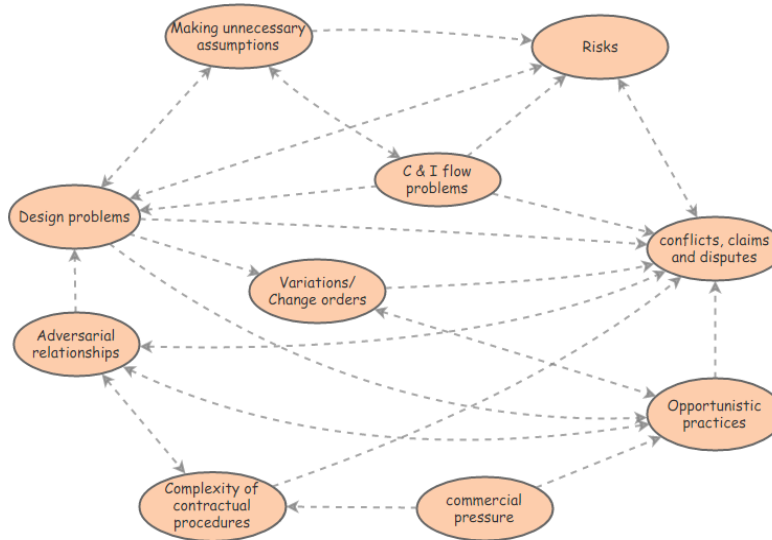 Making unnecessary
assumptions
Risks
C & I flow
problems
Design problems
conflicts, claims
and disputes
Variations/
Change orders
Adversarial
relationships
Opportunistic
practices
Complexity of
contractual
procedures
commercial
pressure